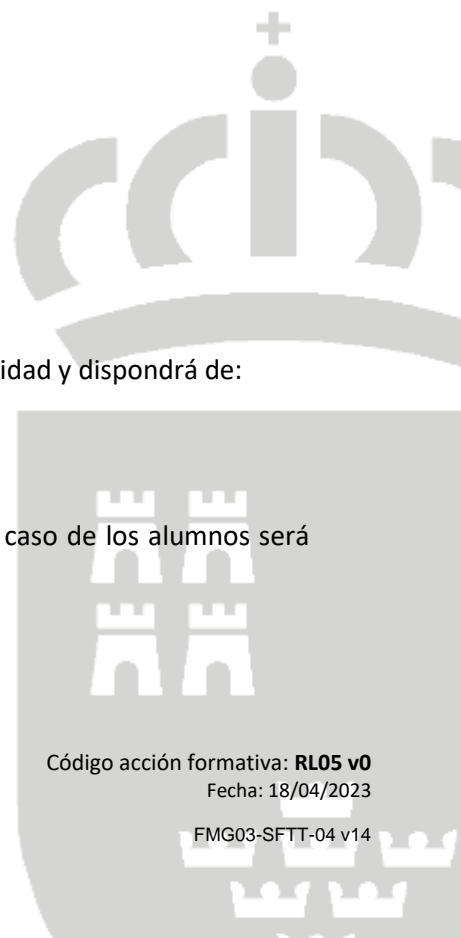 idad y dispondrá de:
caso de los alumnos será
Código acción formativa: RL05 v0
Fecha: 18/04/2023
FMG03-SFTT-04 v14